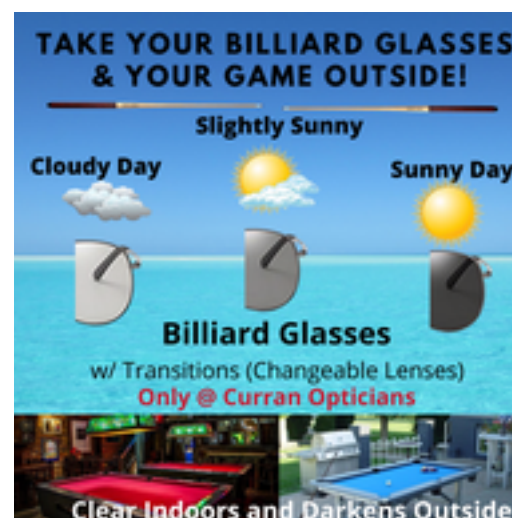 TAKE YOUR BILLIARD GLASSES
& YOUR GAME OUTSIDE!
Slightly Sunny
Cloudy Day
Sunny Day
Billiard Glasses
w/ Transitions (Changeable Lenses)
Only @ Curran Opticians
Clear Indoors and Darkens Outside